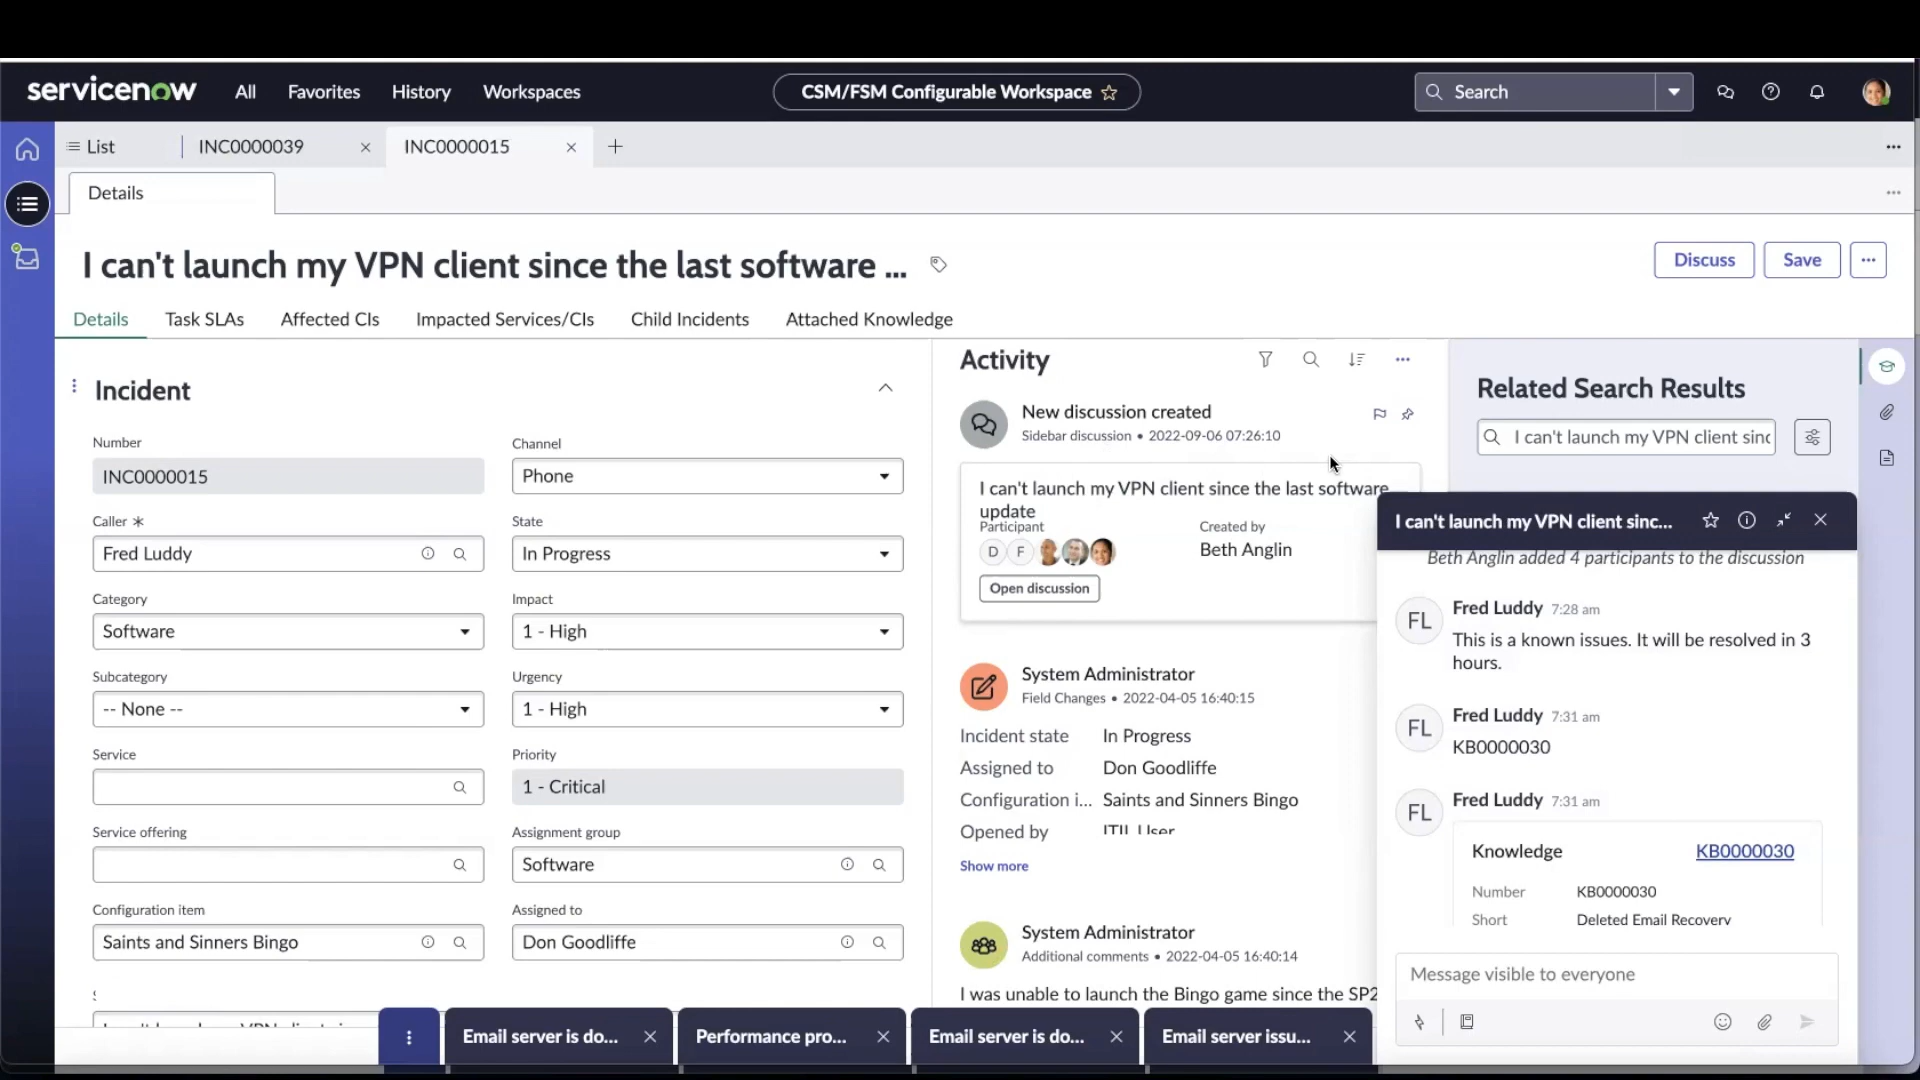 servicenow All Favorites History Workspaces CSM/FSM Configurable Workspace Search
List INC0000039 INC0000015
Details
I can't launch my VPN client since the last software ...
Discuss Save
Details Task SLAs Affected CIs Impacted Services/CIs Child Incidents Attached Knowledge
Incident
Number
INC0000015
Caller
Fred Luddy
Category
Software
Subcategory
-- None --
Service
Service offering
Configuration item
Saints and Sinners Bingo
Channel
Phone
State
In Progress
Impact
1 - High
Urgency
1 - High
Priority
1 - Critical
Assignment group
Software
Assigned to
Don Goodliffe
Activity
New discussion created
Sidebar discussion • 2022-09-06 07:26:10
I can't launch my VPN client since the last software
update
Participant
D F
Created by
Beth Anglin
Open discussion
System Administrator
Field Changes • 2022-04-05 16:40:15
Incident state In Progress
Assigned to Don Goodliffe
Configuration i... Saints and Sinners Bingo
Opened by ITIL User
Show more
System Administrator
Additional comments • 2022-04-05 16:40:14
I was unable to launch the Bingo game since the SP2
Related Search Results
I can't launch my VPN client sinc
I can't launch my VPN client sinc...
Beth Anglin added 4 participants to the discussion
FL
Fred Luddy 7:28 am
This is a known issues. It will be resolved in 3
hours.
FL
Fred Luddy 7:31 am
KB0000030
FL
Fred Luddy 7:31 am
Knowledge KB0000030
Number KB0000030
Short Deleted Email Recovery
Message visible to everyone
Email server is do... Performance pro... Email server is do... Email server issu...